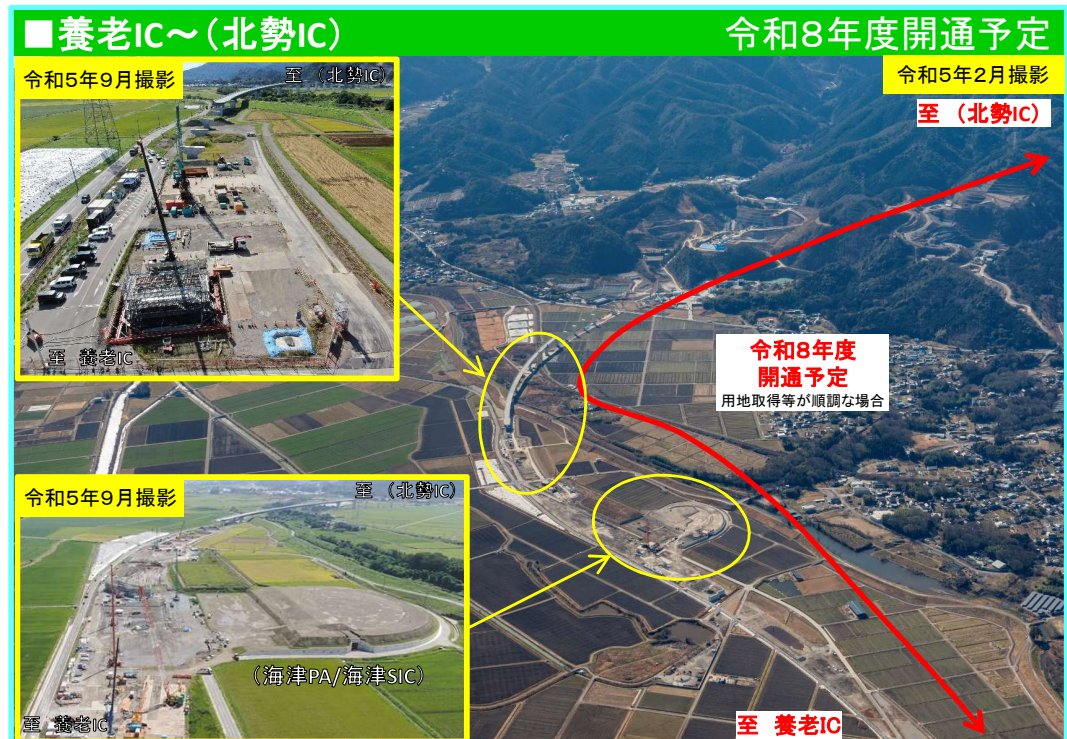 ■養老IC～（北勢IC）
令和８年度開通予定
令和５年９月撮影
至　（北勢IC）
至　養老IC
令和５年２月撮影
至　（北勢IC）
令和８年度
開通予定
用地取得等が順調な場合
令和５年９月撮影
至　（北勢IC）
（海津PA/海津SIC）
至　養老IC
至　養老IC